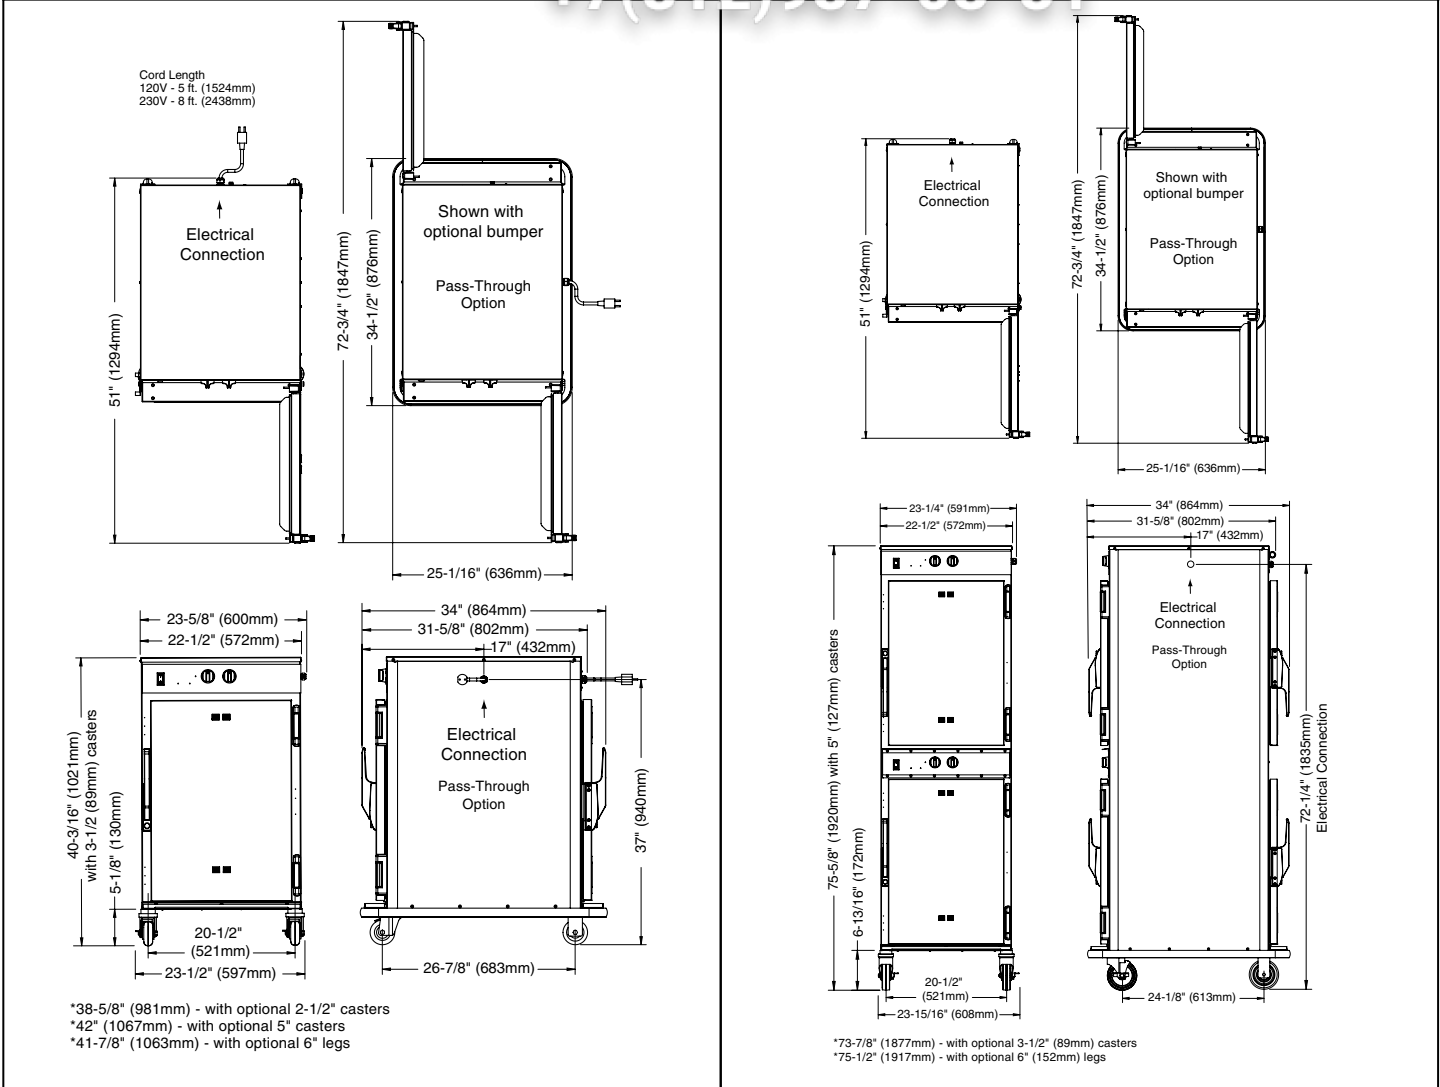 Cord Length
120V - 5 ft. (1524mm)
230V - 8 ft. (2438mm)
Electrical
Connection
51" (1294mm)
72-3/4" (1847mm)
34-1/2" (876mm)
Shown with
optional bumper
Pass-Through
Option
25-1/16" (636mm)
23-5/8" (600mm)
22-1/2" (572mm)
40-3/16" (1021mm)
with 3-1/2 (89mm) casters
5-1/8" (130mm)
20-1/2"
(521mm)
23-1/2" (597mm)
34" (864mm)
31-5/8" (802mm)
17" (432mm)
Electrical
Connection
Pass-Through
Option
37" (940mm)
26-7/8" (683mm)
*38-5/8" (981mm) - with optional 2-1/2" casters
*42" (1067mm) - with optional 5" casters
*41-7/8" (1063mm) - with optional 6" legs
Electrical
Connection
51" (1294mm)
72-3/4" (1847mm)
34-1/2" (876mm)
Shown with
optional bumper
Pass-Through
Option
25-1/16" (636mm)
23-1/4" (591mm)
22-1/2" (572mm)
75-5/8" (1920mm) with 5" (127mm) casters
6-13/16" (172mm)
20-1/2"
(521mm)
23-15/16" (608mm)
34" (864mm)
31-5/8" (802mm)
17" (432mm)
Electrical
Connection
Pass-Through
Option
72-1/4" (1835mm)
Electrical Connection
24-1/8" (613mm)
*73-7/8" (1877mm) - with optional 3-1/2" (89mm) casters
*75-1/2" (1917mm) - with optional 6" (152mm) legs